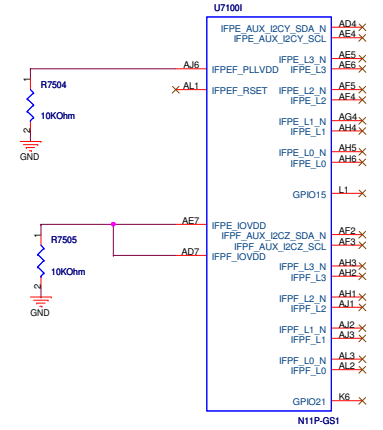 U7100I
IFPE_AUX_I2CY_SDA_N AD4
IFPE_AUX_I2CY_SCL AE4
IFPE_L3_N AE5
1 AJ6 IFPEF_PLLVDD IFPE_L3 AE6
R7504
AL1 IFPEF_RSET IFPE_L2_N AF5
IFPE_L2 AF4
10KOhm
IFPE_L1_N AG4
2 IFPE_L1 AH4
GND
IFPE_L0_N AH5
IFPE_L0 AH6
GPIO15 L1
AE7 IFPE_IOVDD
1 IFPF_AUX_I2CZ_SDA_N AF2
R7505 IFPF_AUX_I2CZ_SCL AF3
AD7 IFPF_IOVDD
IFPF_L3_N AH3
10KOhm IFPF_L3 AH2
2
IFPF_L2_N AH1
IFPF_L2 AJ1
GND
IFPF_L1_N AJ2
IFPF_L1 AJ3
IFPF_L0_N AL3
IFPF_L0 AL2
GPIO21 K6
N11P-GS1